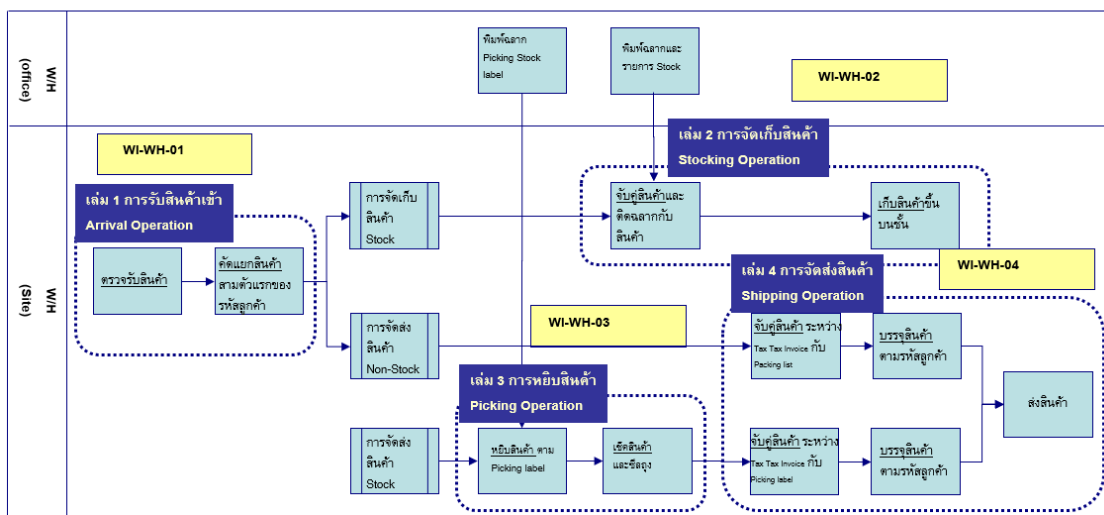 W/H
(office)
พิมพ์ฉลาก
Picking Stock
label
พิมพ์ฉลากและ
รายการ Stock
WI-WH-02
W/H
(Site)
WI-WH-01
เล่ม 1 การรับสินค้าเข้า
Arrival Operation
ตรวจรับสินค้า
คัดแยกสินค้า
สามตัวแรกของ
รหัสลูกค้า
การจัดเก็บ
สินค้า
Stock
เล่ม 2 การจัดเก็บสินค้า
Stocking Operation
จับคู่สินค้าและ
ติดฉลากกับ
สินค้า
เก็บสินค้าขึ้น
บนชั้น
การจัดส่ง
สินค้า
Non-Stock
WI-WH-03
เล่ม 4 การจัดส่งสินค้า
Shipping Operation
WI-WH-04
จับคู่สินค้า ระหว่าง
Tax Tax Invoice กับ
Packing list
บรรจุสินค้า
ตามรหัสลูกค้า
ส่งสินค้า
เล่ม 3 การหยิบสินค้า
Picking Operation
การจัดส่ง
สินค้า
Stock
หยิบสินค้า ตาม
Picking label
เช็คสินค้า
และซีลถุง
จับคู่สินค้า ระหว่าง
Tax Tax Invoice กับ
Picking label
บรรจุสินค้า
ตามรหัสลูกค้า